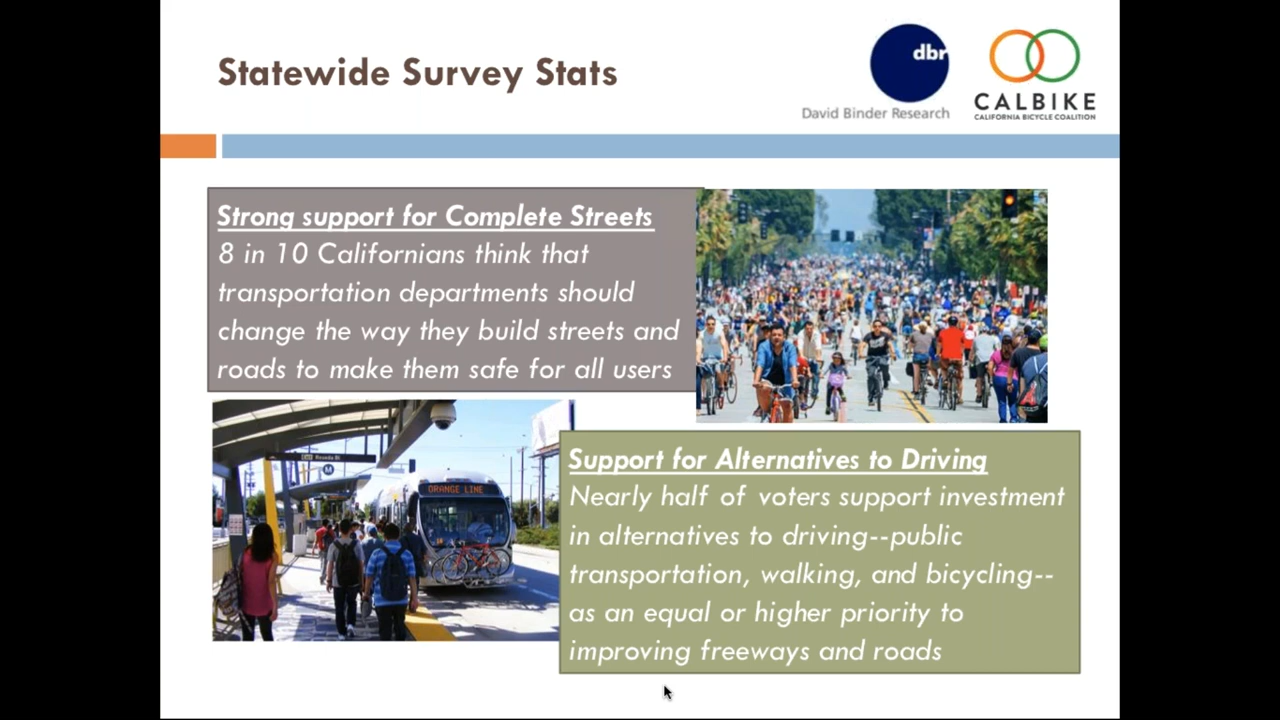 Statewide Survey Stats
dbr
David Binder Research
CALBIKE
CALIFORNIA BICYCLE COALITION
Strong support for Complete Streets
8 in 10 Californians think that
transportation departments should
change the way they build streets and
roads to make them safe for all users
ORANGE LINE
M
Support for Alternatives to Driving
Nearly half of voters support investment
in alternatives to driving--public
transportation, walking, and bicycling--
as an equal or higher priority to
improving freeways and roads